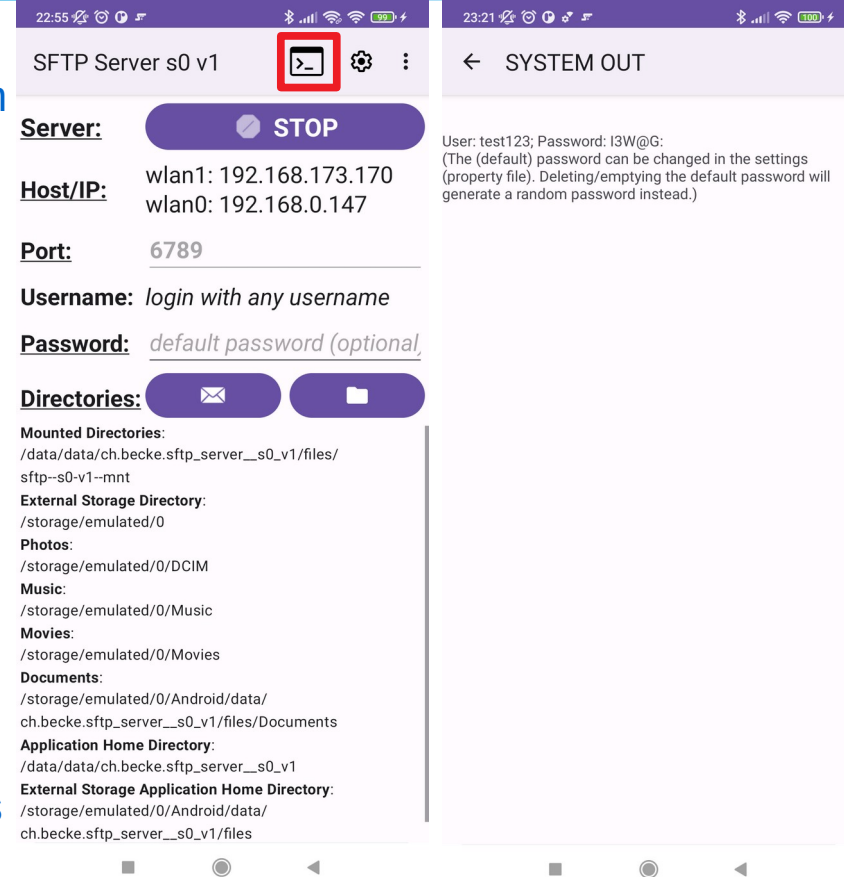 22:55
99
SFTP Server s0 v1
Server:
STOP
Host/IP:
wlan1: 192.168.173.170
wlan0: 192.168.0.147
Port:
6789
Username: login with any username
Password:
default password (optional)
Directories:
Mounted Directories:
/data/data/ch.becke.sftp_server__s0_v1/files/
sftp--s0-v1--mnt
External Storage Directory:
/storage/emulated/0
Photos:
/storage/emulated/0/DCIM
Music:
/storage/emulated/0/Music
Movies:
/storage/emulated/0/Movies
Documents:
/storage/emulated/0/Android/data/
ch.becke.sftp_server__s0_v1/files/Documents
Application Home Directory:
/data/data/ch.becke.sftp_server__s0_v1
External Storage Application Home Directory:
/storage/emulated/0/Android/data/
ch.becke.sftp_server__s0_v1/files
23:21
100
SYSTEM OUT
User: test123; Password: I3W@G:
(The (default) password can be changed in the settings
(property file). Deleting/emptying the default password will
generate a random password instead.)